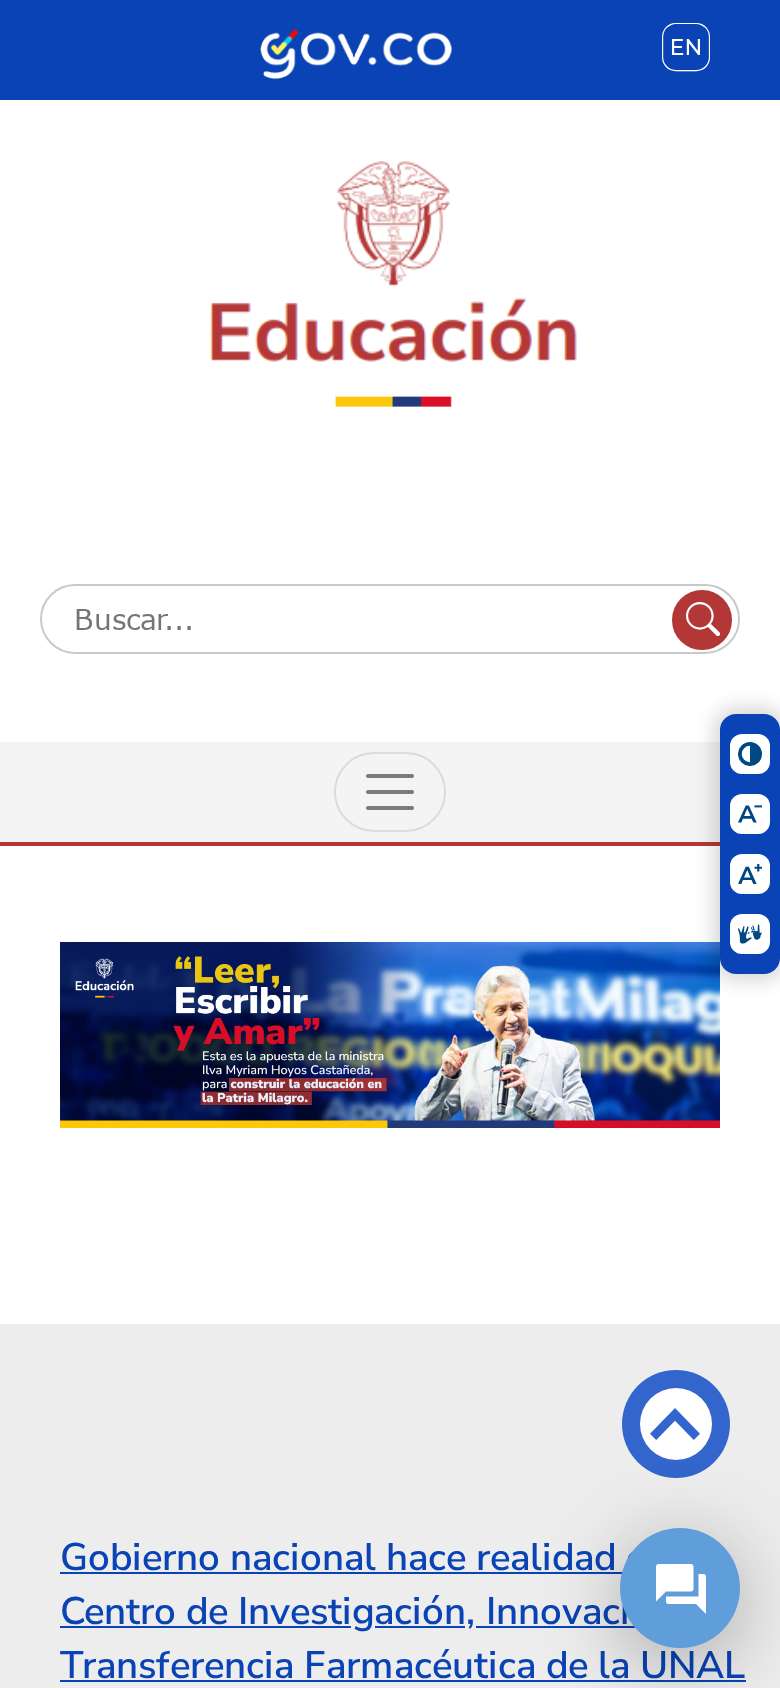 GOV.CO
EN
Educación
Buscar...
A-
A+
Educación
“Leer,
Escribir
y Amar”
Esta es la apuesta de la ministra
Ilva Myriam Hoyos Castañeda,
para construir la educación en
la Patria Milagro.
Gobierno nacional hace realidad
Centro de Investigación, Innovaci
Transferencia Farmacéutica de la UNAL